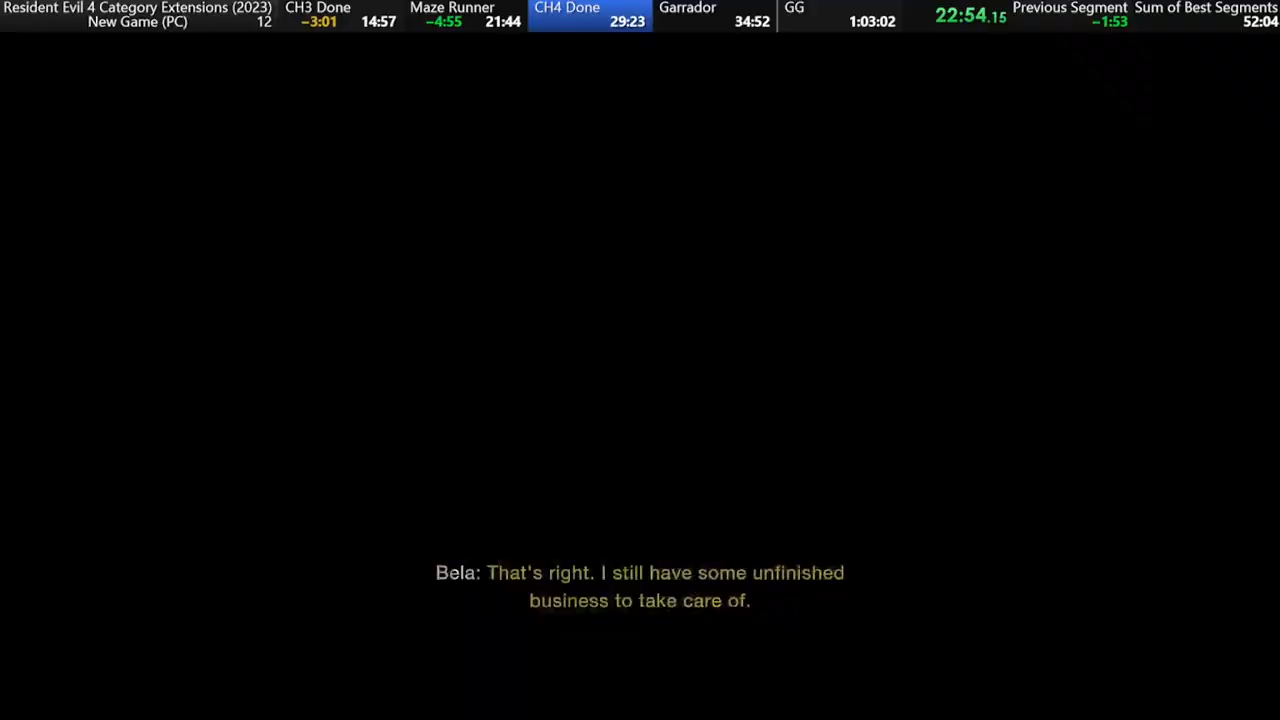 Resident Evil 4 Category Extensions (2023) CH3 Done Maze Runner CH4 Done Garrador GG 22:54.15 Previous Segment Sum of Best Segments
New Game (PC) 12 −3:01 14:57 −4:55 21:44 29:23 34:52 1:03:02 −1:53 52:04
Bela: That's right. I still have some unfinished
business to take care of.